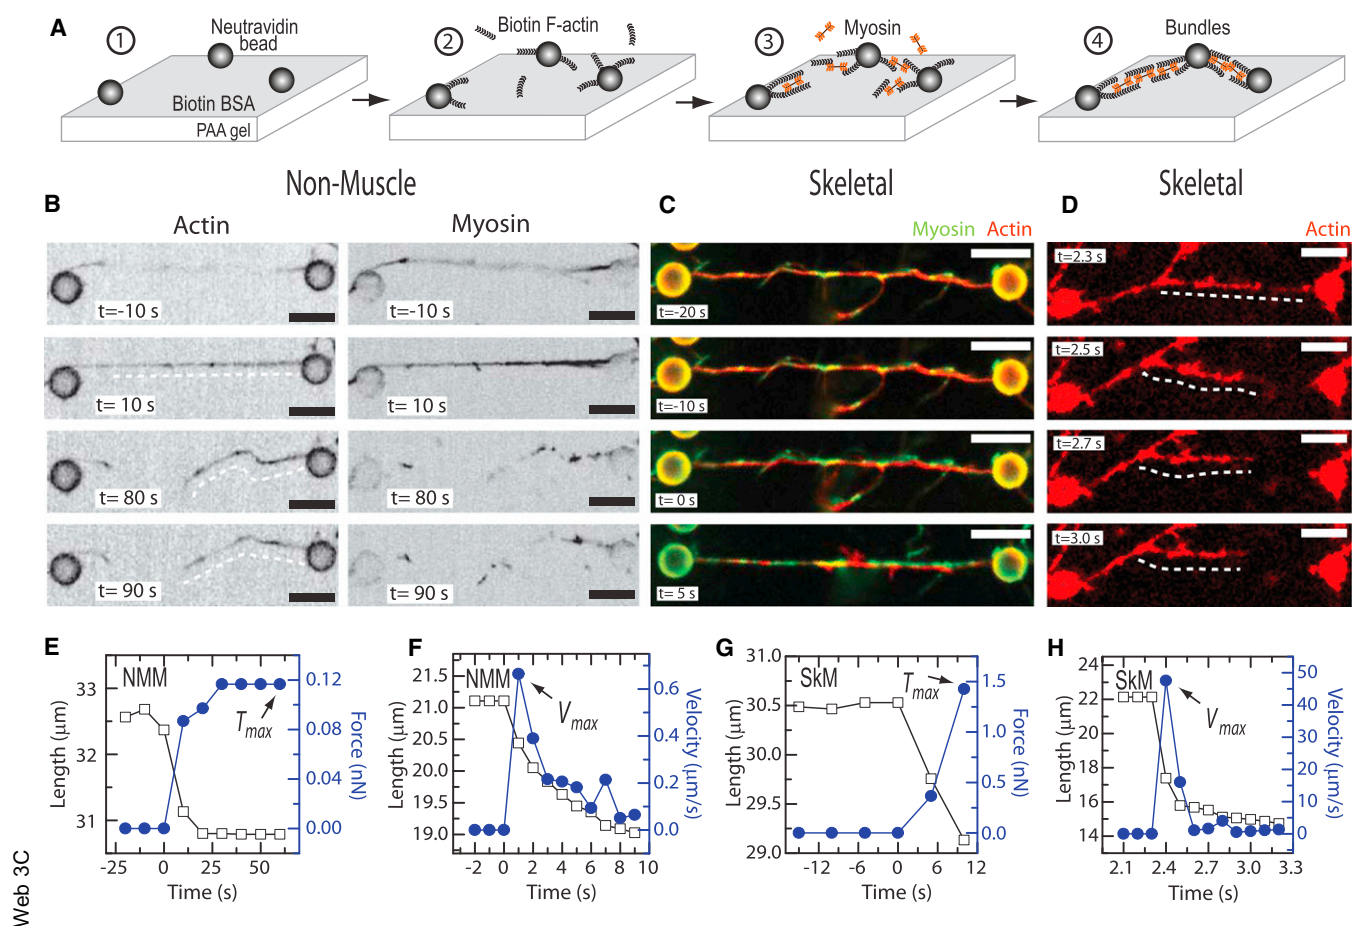 A
1
Neutravidin
bead
Biotin BSA
PAA gel
2
Biotin F-actin
3
Myosin
4
Bundles
Non-Muscle
Skeletal
Skeletal
B
Actin
Myosin
C
Myosin Actin
D
Actin
t=-10 s
t=-10 s
t=-20 s
t=2.3 s
t= 10 s
t= 10 s
t=-10 s
t=2.5 s
t= 80 s
t= 80 s
t= 0 s
t=2.7 s
t= 90 s
t= 90 s
t= 5 s
t=3.0 s
E
NMM
Length (μm)
33
32
31
Tmax
0.12
0.08
0.04
0.00
Force (nN)
-25 0 25 50
Time (s)
F
NMM
Length (μm)
21.5
21.0
20.5
20.0
19.5
19.0
Vmax
0.6
0.4
0.2
0.0
Velocity (μm/s)
-2 0 2 4 6 8 10
Time (s)
G
SkM
Length (μm)
31.0
30.5
30.0
29.5
29.0
Tmax
1.5
1.0
0.5
0.0
Force (nN)
-12 -6 0 6 12
Time (s)
H
SkM
Length (μm)
24
22
20
18
16
14
Vmax
50
40
30
20
10
0
Velocity (μm/s)
2.1 2.4 2.7 3.0 3.3
Time (s)
Web 3C